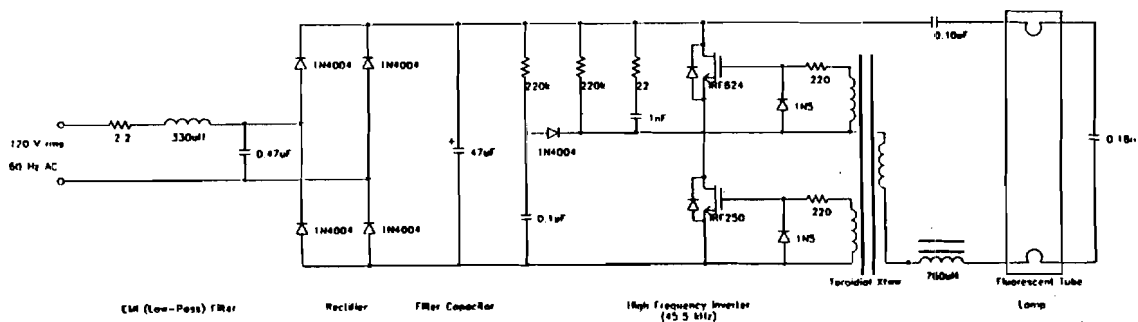 0.10uF
1N4004
1N4004
220k
220k
22
220
1nF
IRF624
1N5
2.2
330uH
120 V rms
60 Hz AC
0.47uF
1N4004
+
47uF
0.18u
0.1uF
IRF250
220
1N4004
1N4004
1N5
700uH
Toroidial Xfmr
Fluorescent Tube
Lamp
EMI (Low-Pass) Filter
Rectifier
Filter Capacitor
High Frequency Inverter
(45.5 kHz)